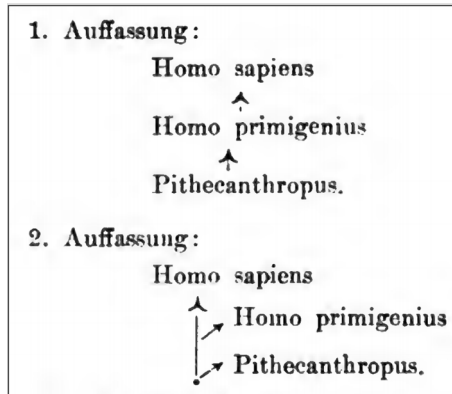 1. Auffassung:
Homo sapiens
Homo primigenius
Pithecanthropus.
2. Auffassung:
Homo sapiens
Homo primigenius
Pithecanthropus.